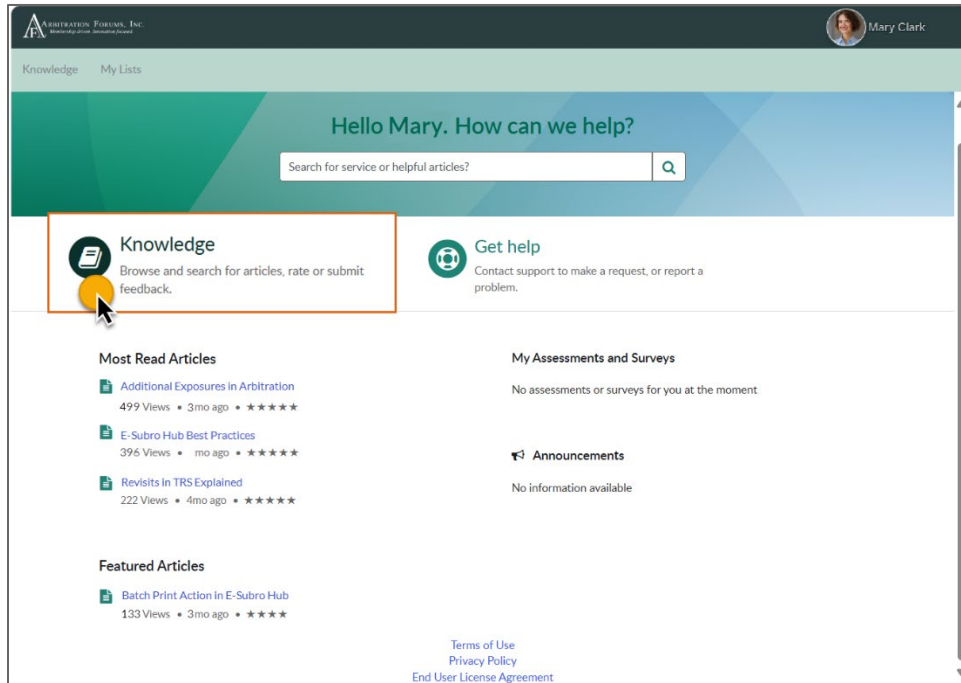 ARBITRATION FORUMS, INC.
Membership driven. Innovation focused.
Mary Clark
Knowledge My Lists
Hello Mary. How can we help?
Search for service or helpful articles?
Knowledge
Browse and search for articles, rate or submit
feedback.
Get help
Contact support to make a request, or report a
problem.
Most Read Articles
Additional Exposures in Arbitration
499 Views • 3mo ago • ★★★★★
E-Subro Hub Best Practices
396 Views • mo ago • ★★★★★
Revisits in TRS Explained
222 Views • 4mo ago • ★★★★★
My Assessments and Surveys
No assessments or surveys for you at the moment
Announcements
No information available
Featured Articles
Batch Print Action in E-Subro Hub
133 Views • 3mo ago • ★★★★
Terms of Use
Privacy Policy
End User License Agreement